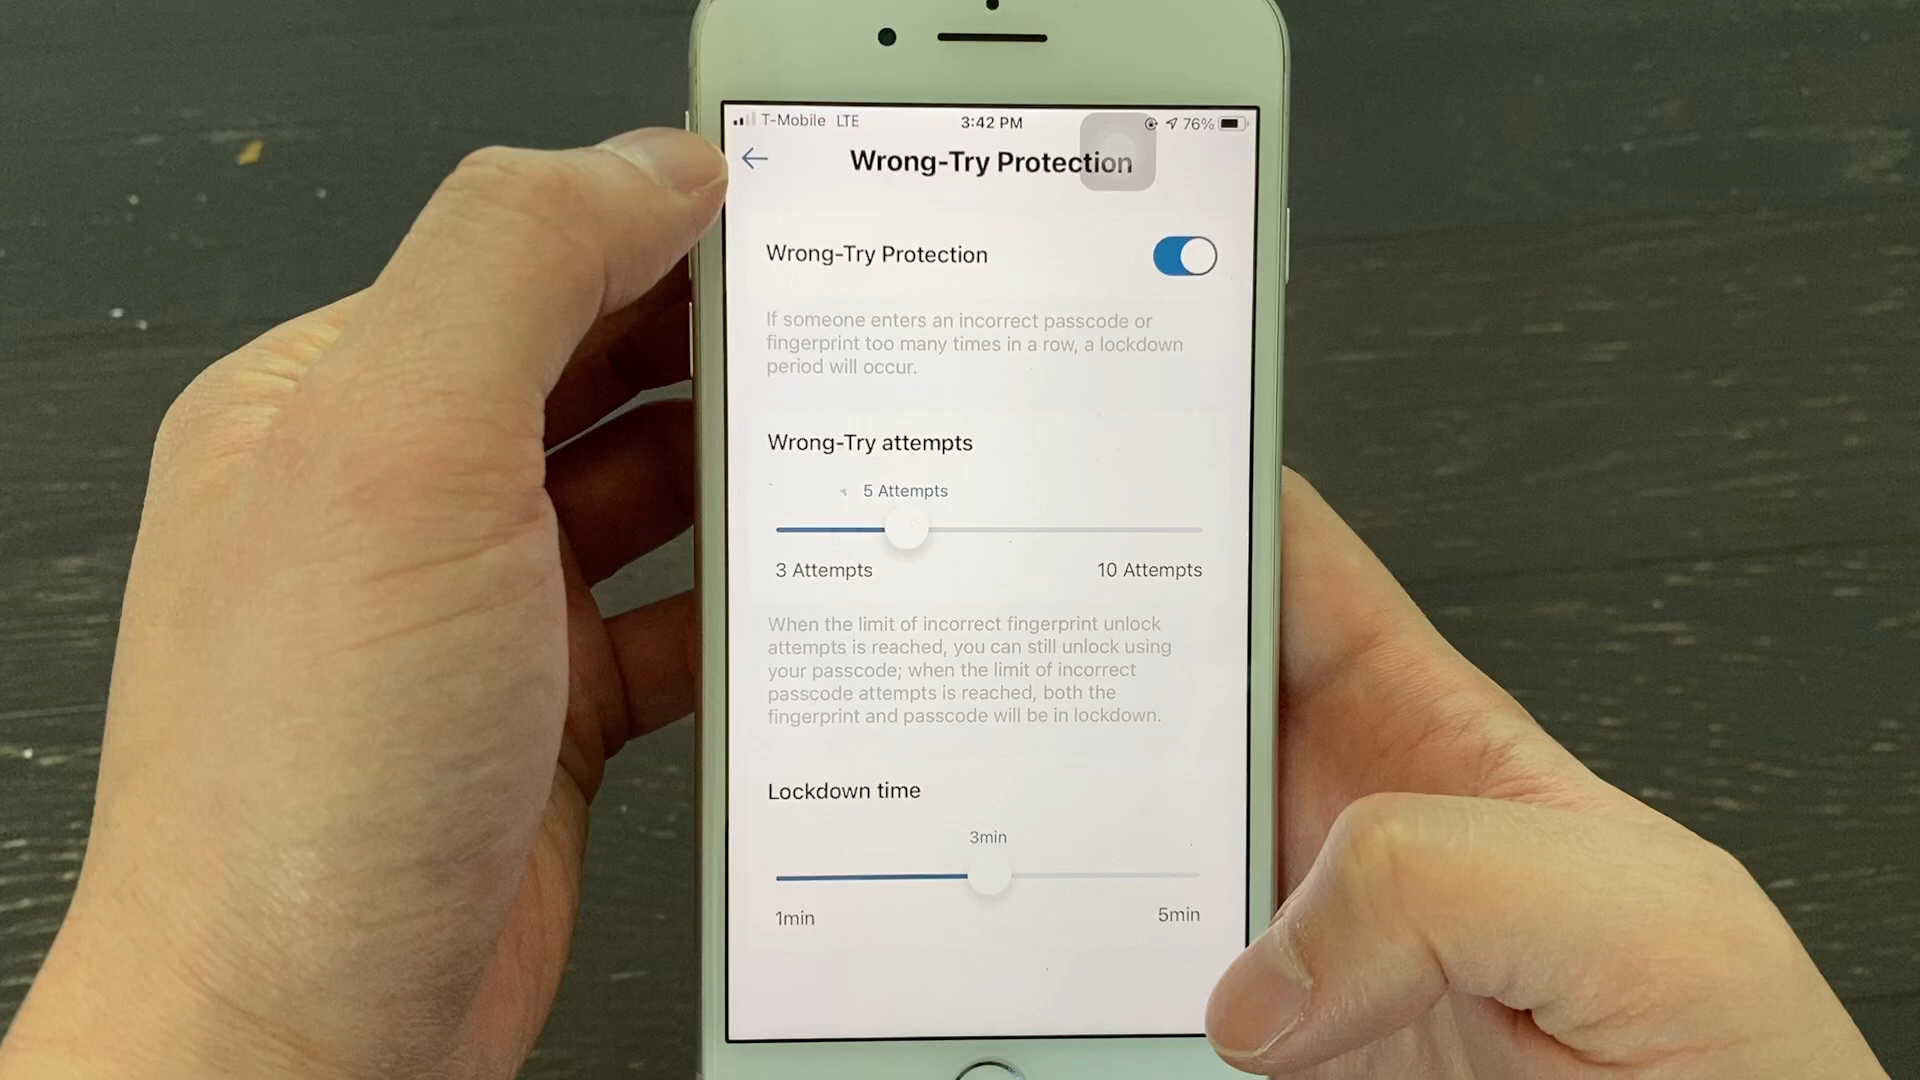 T-Mobile LTE 3:42 PM 76%
Wrong-Try Protection
Wrong-Try Protection
If someone enters an incorrect passcode or
fingerprint too many times in a row, a lockdown
period will occur.
Wrong-Try attempts
5 Attempts
3 Attempts 10 Attempts
When the limit of incorrect fingerprint unlock
attempts is reached, you can still unlock using
your passcode; when the limit of incorrect
passcode attempts is reached, both the
fingerprint and passcode will be in lockdown.
Lockdown time
3min
1min 5min